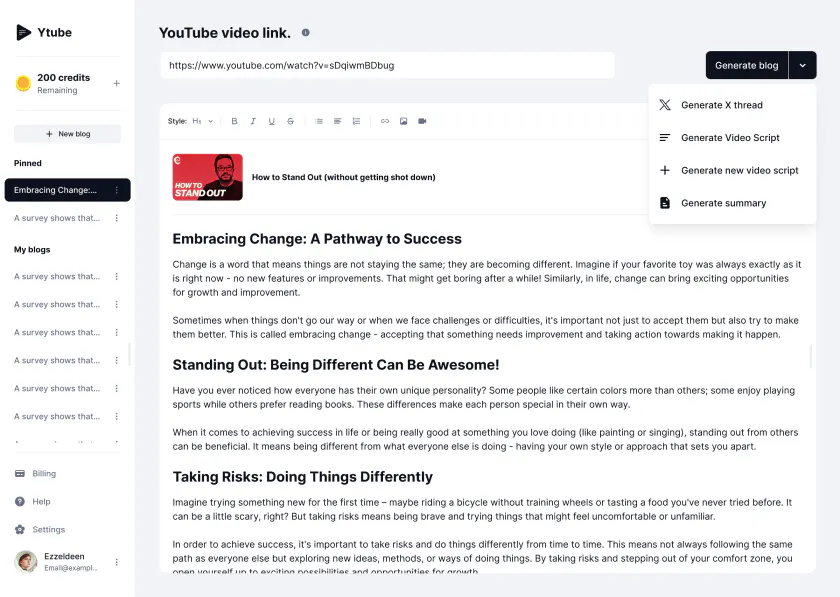 Ytube
200 credits
Remaining
New blog
Pinned
Embracing Change:...
A survey shows that...
My blogs
A survey shows that...
A survey shows that...
A survey shows that...
A survey shows that...
A survey shows that...
A survey shows that...
Billing
Help
Settings
Ezzeldeen
Email@exampl...
YouTube video link.
https://www.youtube.com/watch?v=sDqiwmBDbug
Generate blog
Generate X thread
Generate Video Script
Generate new video script
Generate summary
Style: H1
B I U S
HOW TO
STAND OUT
How to Stand Out (without getting shot down)
Embracing Change: A Pathway to Success
Change is a word that means things are not staying the same; they are becoming different. Imagine if your favorite toy was always exactly as it
is right now - no new features or improvements. That might get boring after a while! Similarly, in life, change can bring exciting opportunities
for growth and improvement.
Sometimes when things don't go our way or when we face challenges or difficulties, it's important not just to accept them but also try to make
them better. This is called embracing change - accepting that something needs improvement and taking action towards making it happen.
Standing Out: Being Different Can Be Awesome!
Have you ever noticed how everyone has their own unique personality? Some people like certain colors more than others; some enjoy playing
sports while others prefer reading books. These differences make each person special in their own way.
When it comes to achieving success in life or being really good at something you love doing (like painting or singing), standing out from others
can be beneficial. It means being different from what everyone else is doing - having your own style or approach that sets you apart.
Taking Risks: Doing Things Differently
Imagine trying something new for the first time – maybe riding a bicycle without training wheels or tasting a food you've never tried before. It
can be a little scary, right? But taking risks means being brave and trying things that might feel uncomfortable or unfamiliar.
In order to achieve success, it's important to take risks and do things differently from time to time. This means not always following the same
path as everyone else but exploring new ideas, methods, or ways of doing things. By taking risks and stepping out of your comfort zone, you
open yourself up to exciting possibilities and opportunities for growth.